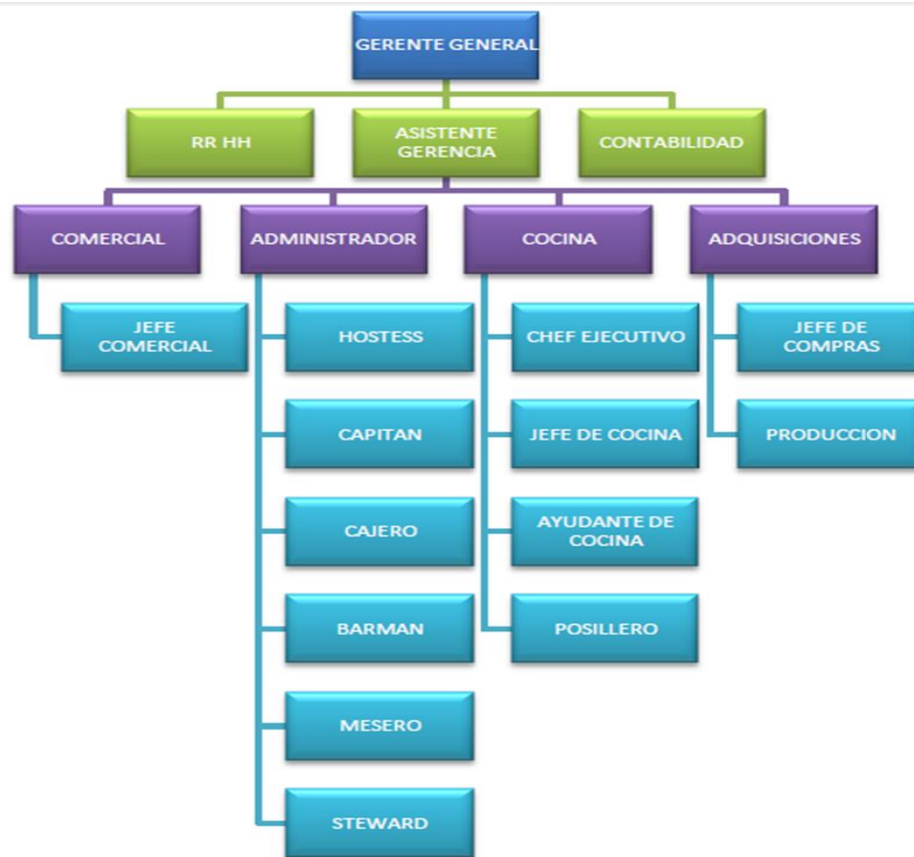 GERENTE GENERAL
RR HH
ASISTENTE
GERENCIA
CONTABILIDAD
COMERCIAL
ADMINISTRADOR
COCINA
ADQUISICIONES
JEFE
COMERCIAL
HOSTESS
CHEF EJECUTIVO
JEFE DE
COMPRAS
CAPITAN
JEFE DE COCINA
PRODUCCION
CAJERO
AYUDANTE DE
COCINA
BARMAN
POSILLERO
MESERO
STEWARD